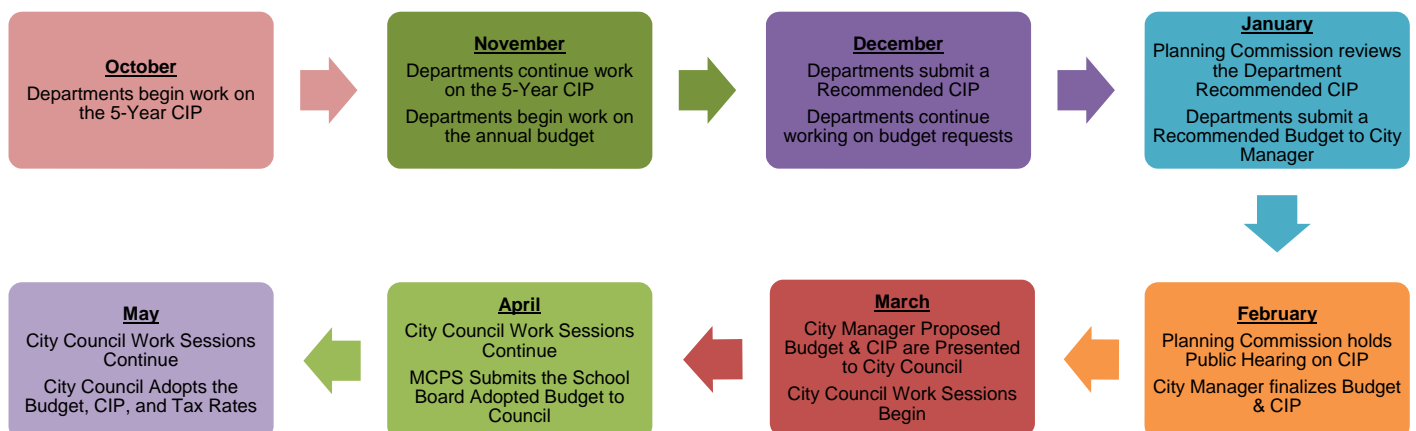 October
Departments begin work on
the 5-Year CIP
November
Departments continue work
on the 5-Year CIP
Departments begin work on
the annual budget
December
Departments submit a
Recommended CIP
Departments continue
working on budget requests
January
Planning Commission reviews
the Department
Recommended CIP
Departments submit a
Recommended Budget to City
Manager
February
Planning Commission holds
Public Hearing on CIP
City Manager finalizes Budget
& CIP
March
City Manager Proposed
Budget & CIP are Presented
to City Council
City Council Work Sessions
Begin
April
City Council Work Sessions
Continue
MCPS Submits the School
Board Adopted Budget to
Council
May
City Council Work Sessions
Continue
City Council Adopts the
Budget, CIP, and Tax Rates